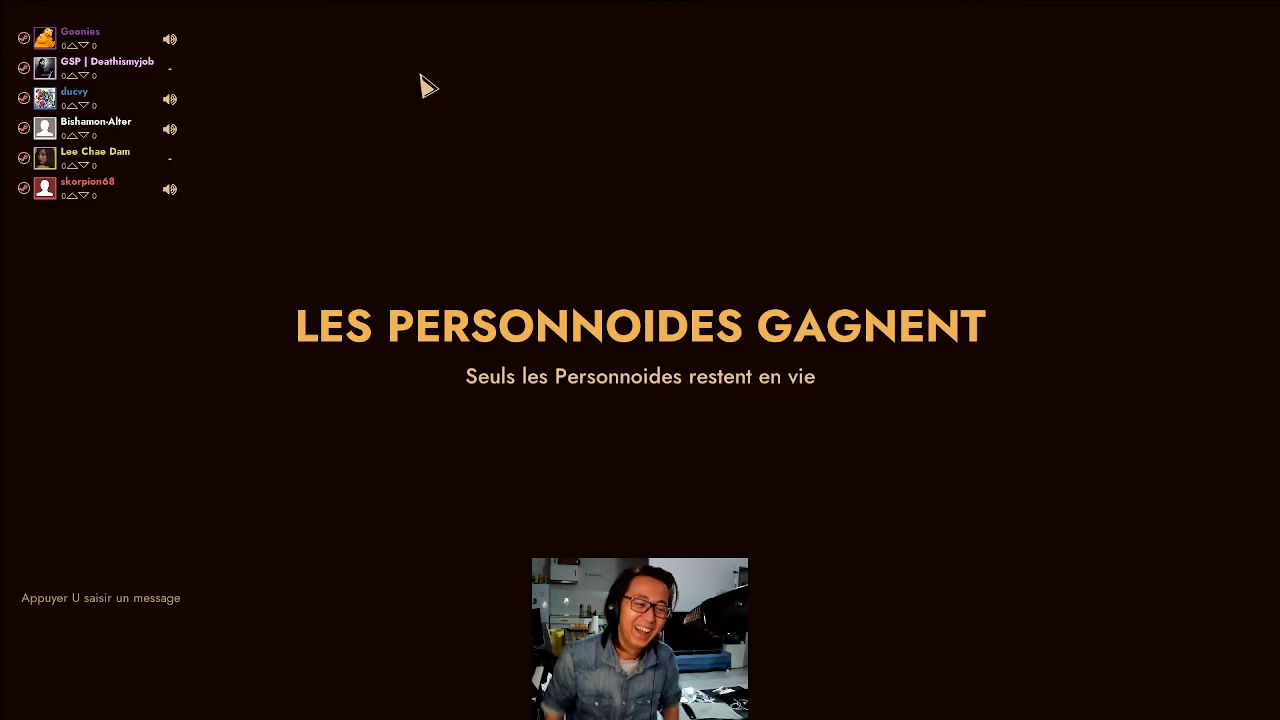 Goonies
0 0
GSP | Deathismyjob
0 0
-
ducvy
0 0
Bishamon-Alter
0 0
Lee Chae Dam
0 0
-
skorpion68
0 0
LES PERSONNOIDES GAGNENT
Seuls les Personnoides restent en vie
Appuyer U saisir un message